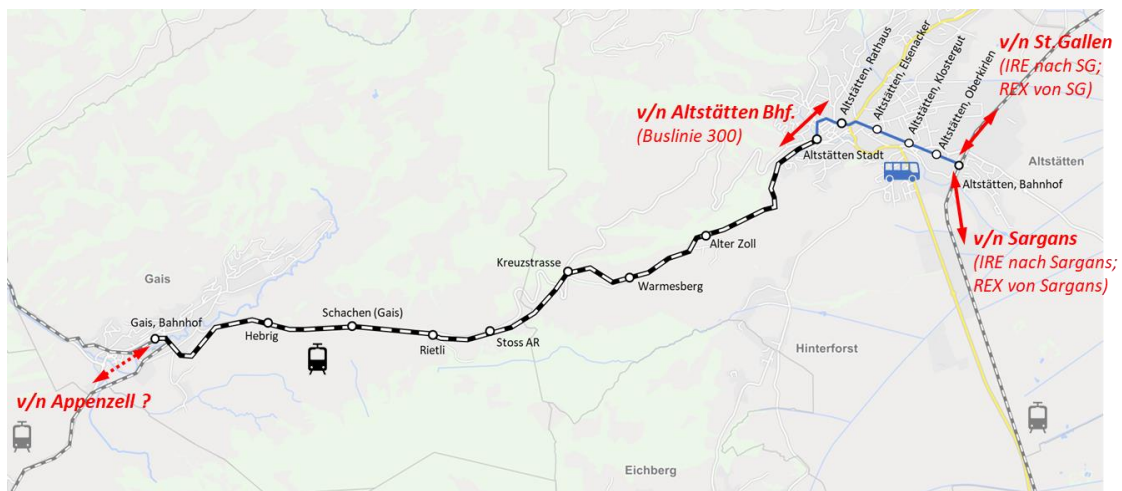 v/n St.Gallen
(IRE nach SG;
REX von SG)
v/n Altstätten Bhf.
(Buslinie 300)
Altstätten, Rathaus
Altstätten, Elsenacker
Altstätten, Klostergut
Altstätten, Oberkirlen
Altstätten Stadt
Altstätten
Altstätten, Bahnhof
v/n Sargans
(IRE nach Sargans;
REX von Sargans)
Alter Zoll
Kreuzstrasse
Warmesberg
Gais
Gais, Bahnhof
Hebrig
Schachen (Gais)
Rietli
Stoss AR
Hinterforst
v/n Appenzell ?
Eichberg